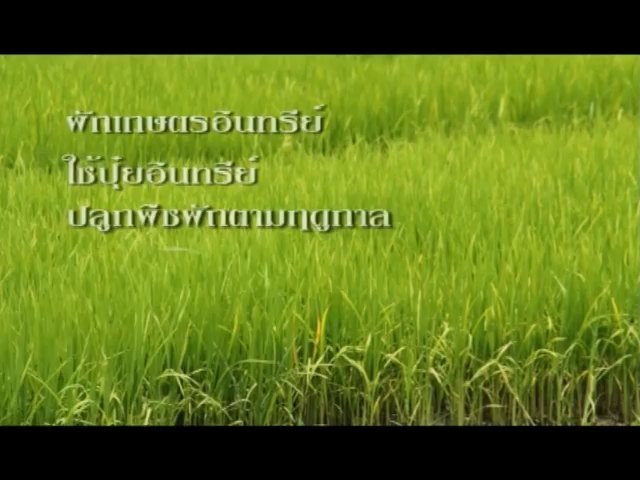 ผักเกษตรอินทรีย์
ใช้ปุ๋ยอินทรีย์
ปลูกพืชผักตามฤดูกาล